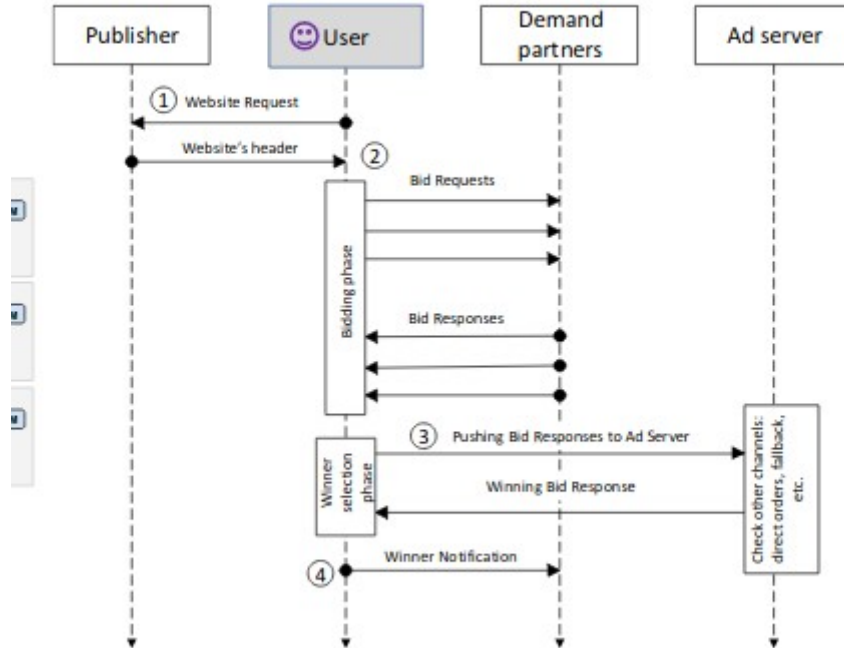 Publisher
User
Demand
partners
Ad server
1 Website Request
Website's header
2
Bid Requests
Bidding phase
Bid Responses
3 Pushing Bid Responses to Ad Server
Winner
selection
phase
Winning Bid Response
Check other channels:
direct orders, fallback,
etc.
4 Winner Notification